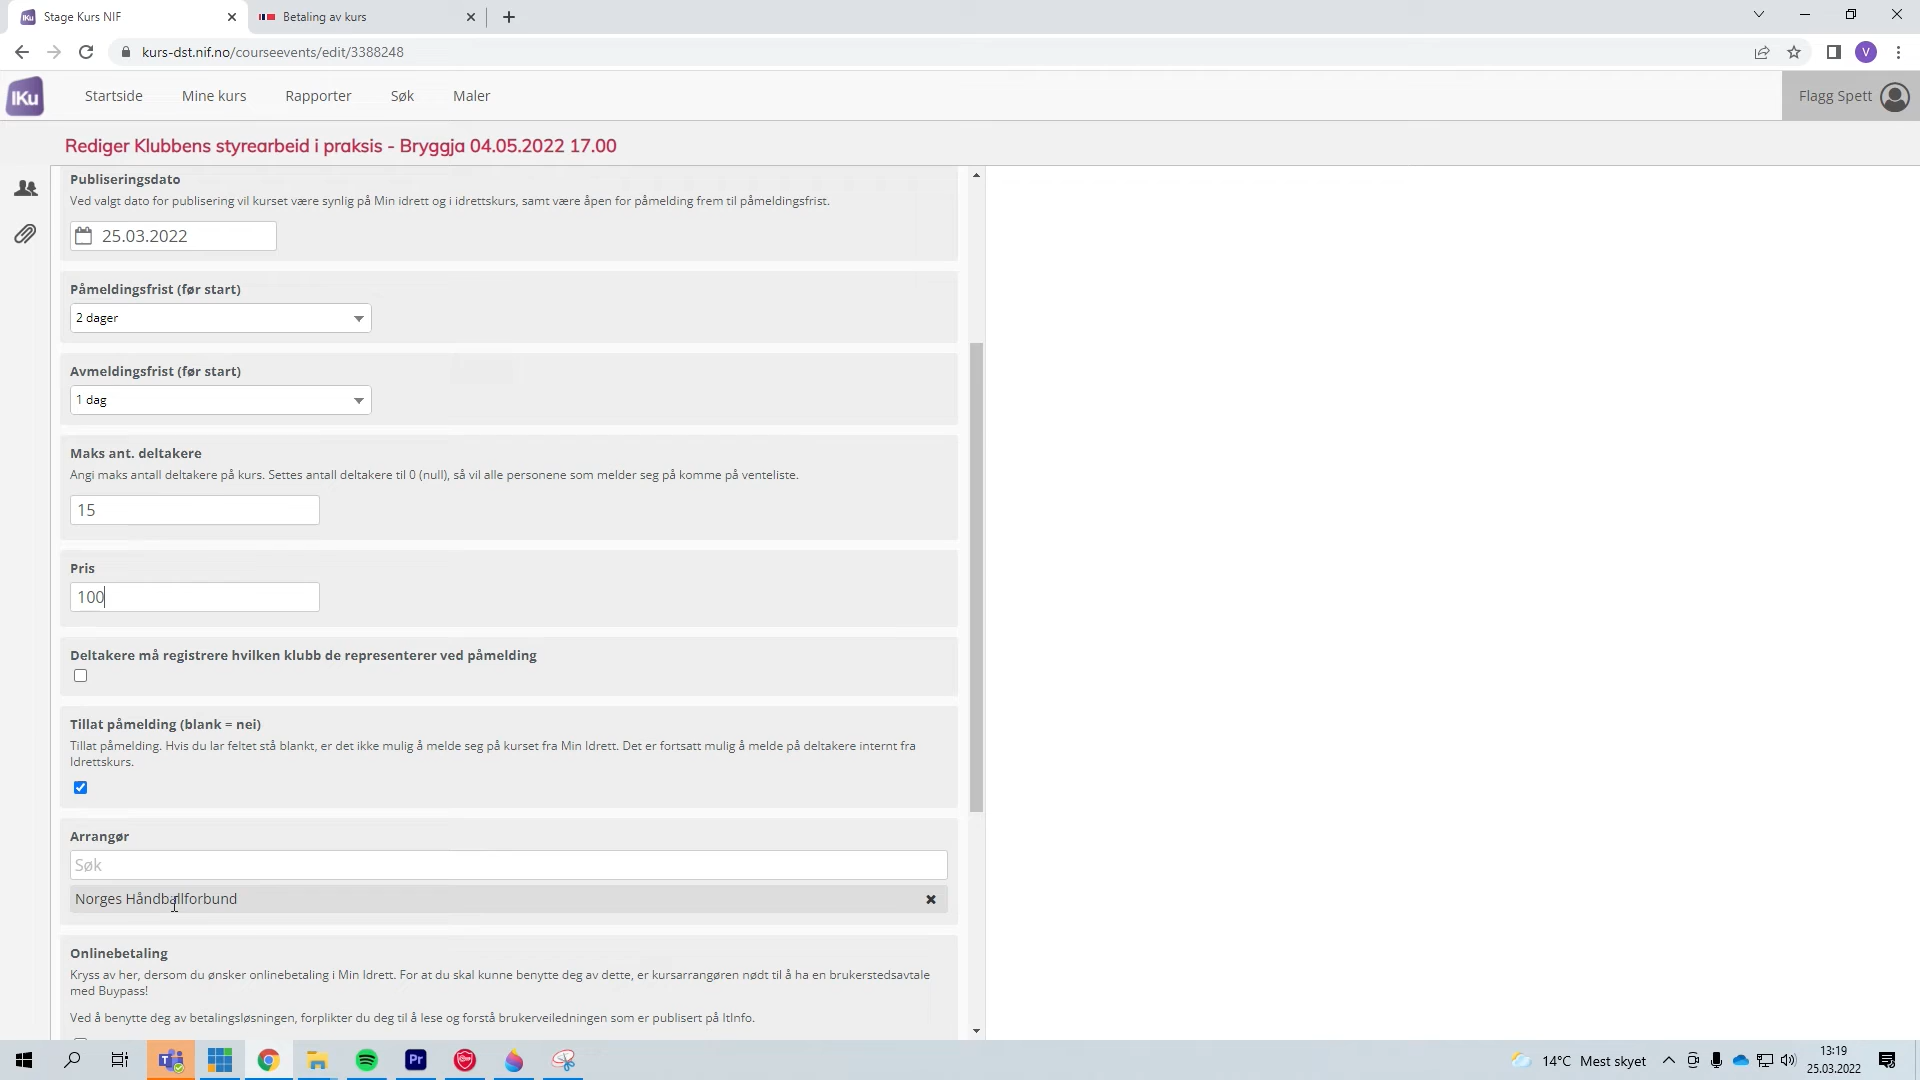 Stage Kurs NIF
Betaling av kurs
kurs-dst.nif.no/courseevents/edit/3388248
V
IKu
Startside
Mine kurs
Rapporter
Søk
Maler
Flagg Spett
Rediger Klubbens styrearbeid i praksis - Bryggja 04.05.2022 17.00
Publiseringsdato
Ved valgt dato for publisering vil kurset være synlig på Min idrett og i idrettskurs, samt være åpen for påmelding frem til påmeldingsfrist.
25.03.2022
Påmeldingsfrist (før start)
2 dager
Avmeldingsfrist (før start)
1 dag
Maks ant. deltakere
Angi maks antall deltakere på kurs. Settes antall deltakere til 0 (null), så vil alle personene som melder seg på komme på venteliste.
15
Pris
100
Deltakere må registrere hvilken klubb de representerer ved påmelding
Tillat påmelding (blank = nei)
Tillat påmelding. Hvis du lar feltet stå blankt, er det ikke mulig å melde seg på kurset fra Min Idrett. Det er fortsatt mulig å melde på deltakere internt fra
Idrettskurs.
Arrangør
Søk
Norges Håndballforbund
Onlinebetaling
Kryss av her, dersom du ønsker onlinebetaling i Min Idrett. For at du skal kunne benytte deg av dette, er kursarrangøren nødt til å ha en brukerstedsavtale
med Buypass!
Ved å benytte deg av betalingsløsningen, forplikter du deg til å lese og forstå brukerveiledningen som er publisert på ItInfo.
Pr
14°C Mest skyet
13:19
25.03.2022